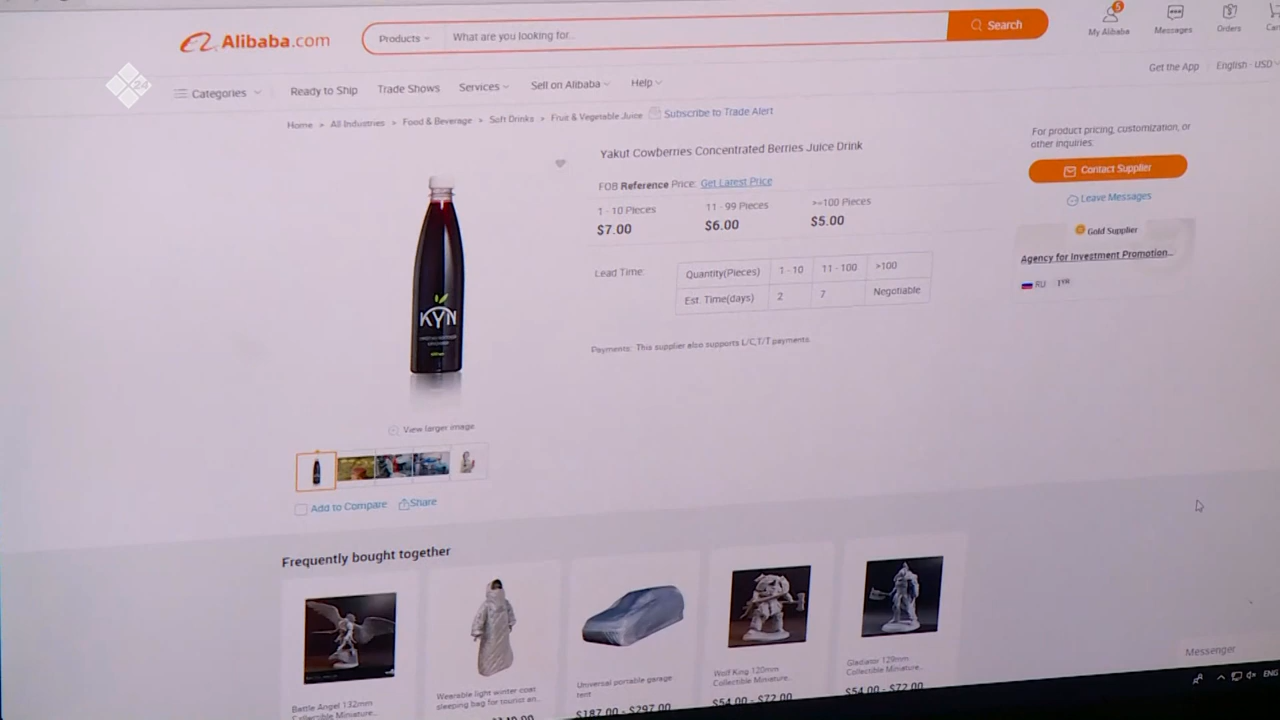 Alibaba.com
Products
What are you looking for...
Search
5
My Alibaba
Messages
Orders
24
Categories
Ready to Ship
Trade Shows
Services
Sell on Alibaba
Help
Get the App
English - USD
Home > All Industries > Food & Beverage > Soft Drinks > Fruit & Vegetable Juice
Subscribe to Trade Alert
Yakut Cowberries Concentrated Berries Juice Drink
FOB Reference Price: Get Latest Price
1 - 10 Pieces 11 - 99 Pieces >=100 Pieces
$7.00 $6.00 $5.00
Lead Time:
Quantity(Pieces) 1 - 10 11 - 100 >100
Est. Time(days) 2 7 Negotiable
Payments: This supplier also supports L/C,T/T payments
For product pricing, customization, or
other inquiries:
Contact Supplier
Leave Messages
Gold Supplier
Agency for Investment Promotion...
RU 1YR
KYN
View larger image
Add to Compare
Share
Frequently bought together
Battle Angel 132mm
Collectible Miniature...
Wearable light winter coat
sleeping bag for tourist an...
Universal portable garage
tent
$187.00 - $297.00
Wolf King 120mm
Collectible Miniature...
$54.00 - $72.00
Gladiator 129mm
Collectible Miniature...
$54.00 - $72.00
Messenger
ENG